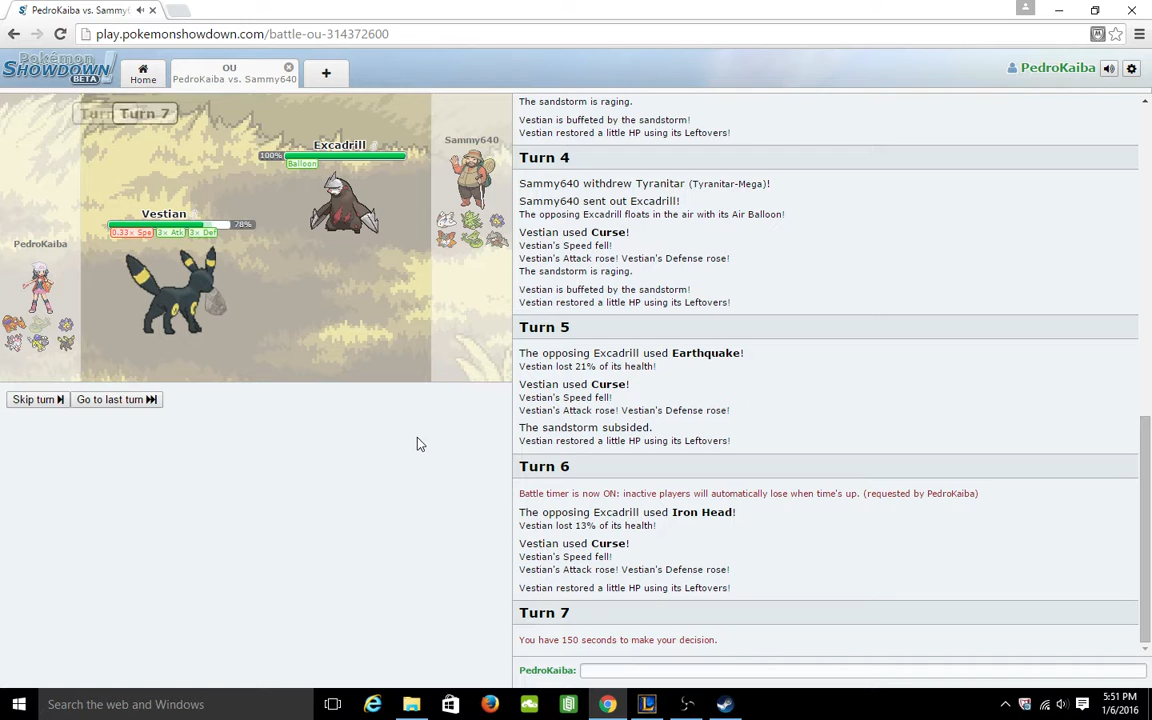 PedroKaiba vs. Sammy6
play.pokemonshowdown.com/battle-ou-314372600
Pokémon
SHOWDOWN
BETA
Home
OU
PedroKaiba vs. Sammy640
+
PedroKaiba
Turn 7
Excadrill
100%
Balloon
Sammy640
Vestian
78%
0.33× Spe
3× Atk
3× Def
PedroKaiba
Skip turn
Go to last turn
The sandstorm is raging.
Vestian is buffeted by the sandstorm!
Vestian restored a little HP using its Leftovers!
Turn 4
Sammy640 withdrew Tyranitar (Tyranitar-Mega)!
Sammy640 sent out Excadrill!
The opposing Excadrill floats in the air with its Air Balloon!
Vestian used Curse!
Vestian's Speed fell!
Vestian's Attack rose! Vestian's Defense rose!
The sandstorm is raging.
Vestian is buffeted by the sandstorm!
Vestian restored a little HP using its Leftovers!
Turn 5
The opposing Excadrill used Earthquake!
Vestian lost 21% of its health!
Vestian used Curse!
Vestian's Speed fell!
Vestian's Attack rose! Vestian's Defense rose!
The sandstorm subsided.
Vestian restored a little HP using its Leftovers!
Turn 6
Battle timer is now ON: inactive players will automatically lose when time's up. (requested by PedroKaiba)
The opposing Excadrill used Iron Head!
Vestian lost 13% of its health!
Vestian used Curse!
Vestian's Speed fell!
Vestian's Attack rose! Vestian's Defense rose!
Vestian restored a little HP using its Leftovers!
Turn 7
You have 150 seconds to make your decision.
PedroKaiba:
Search the web and Windows
5:51 PM
1/6/2016